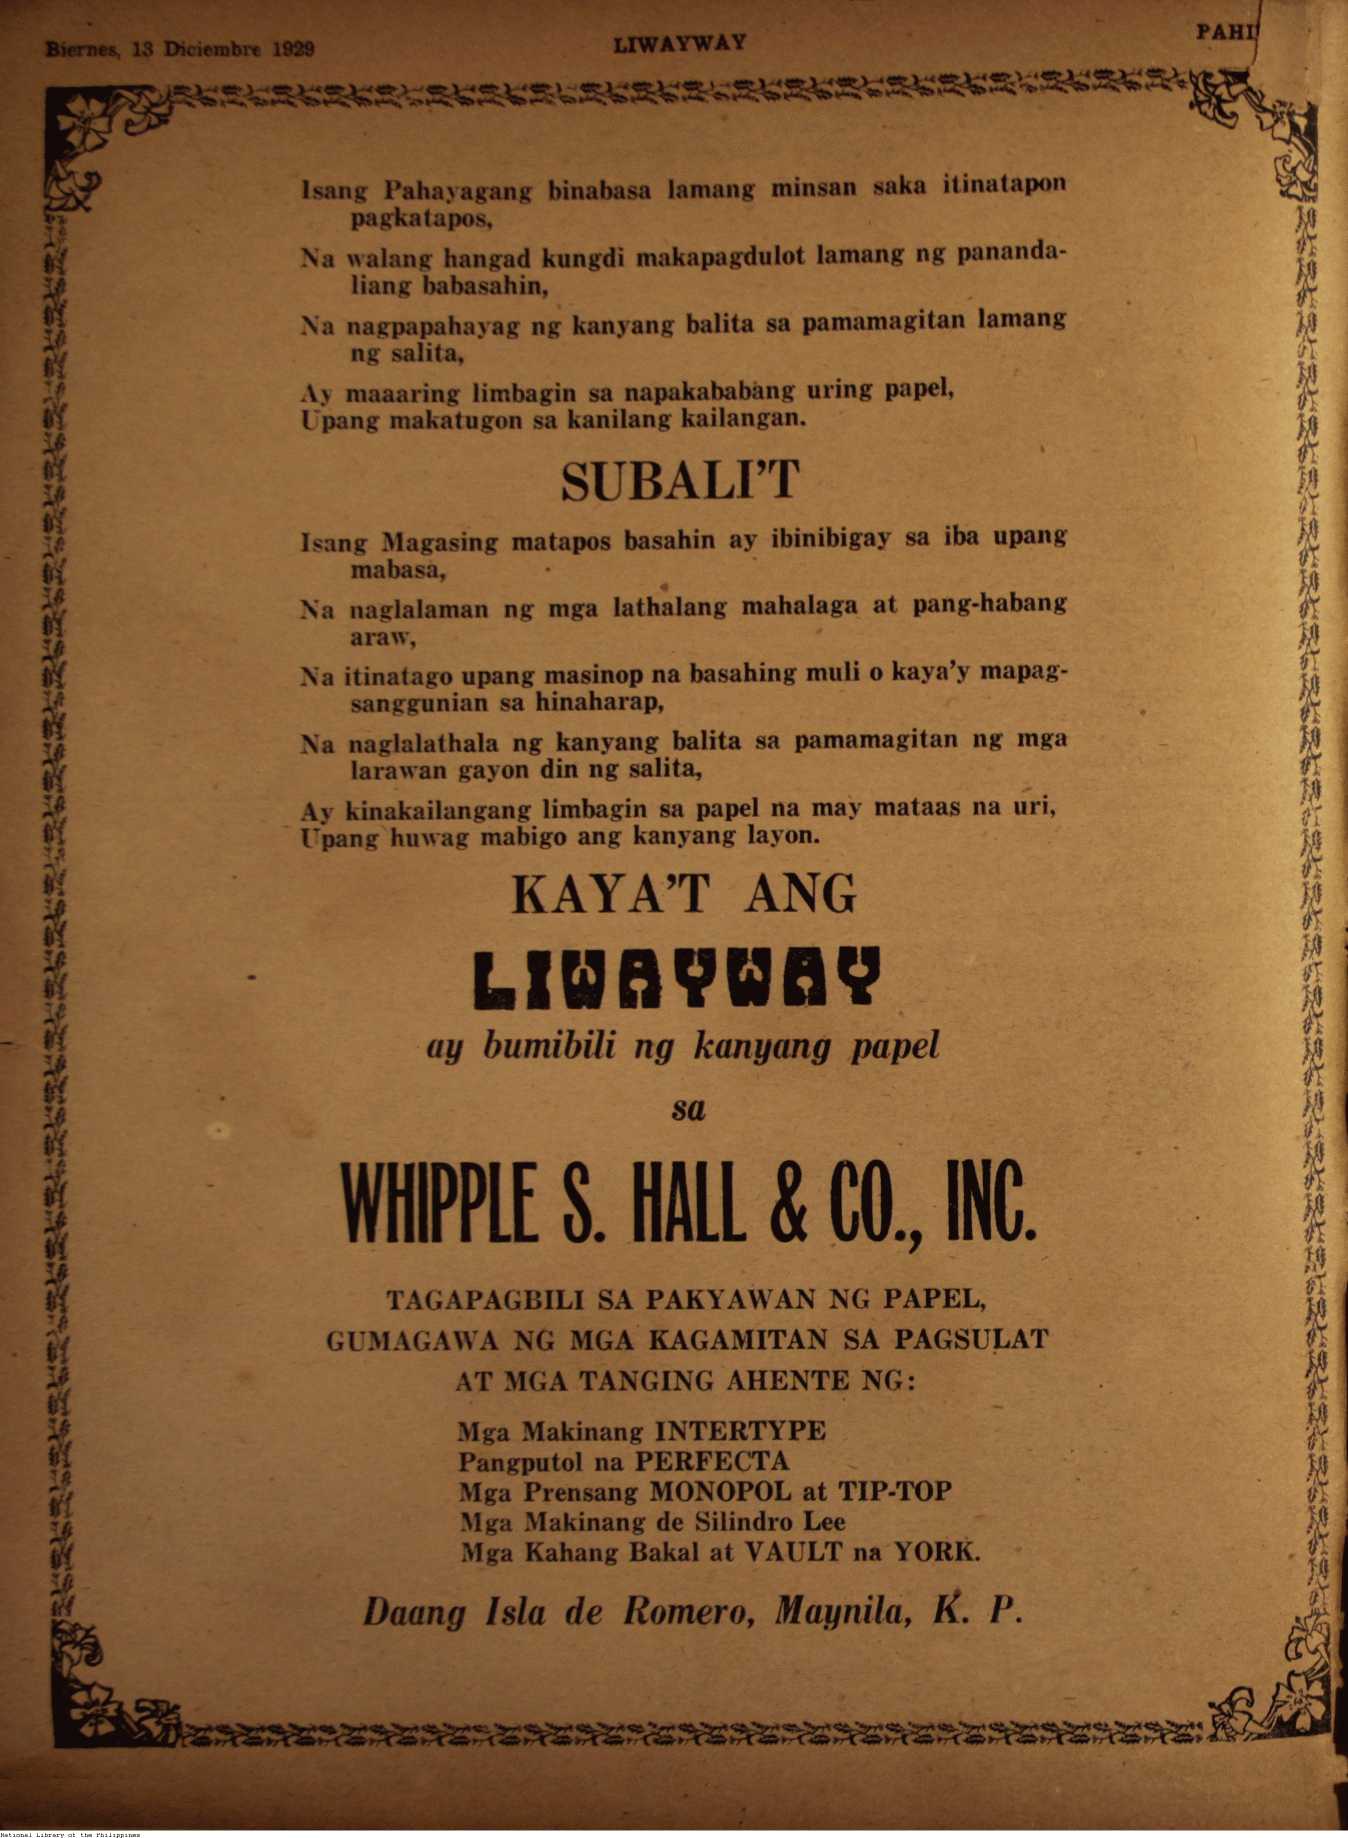 Biernes, 13 Diciembre 1929
LIWAYWAY
PAHI
Isang Pahayagang binabasa lamang minsan saka itinatapon
pagkatapos,
Na walang hangad kungdi makapagdulot lamang ng pananda-
liang babasahin,
Na nagpapahayag ng kanyang balita sa pamamagitan lamang
ng salita,
Ay maaaring limbagin sa napakababang uring papel,
Upang makatugon sa kanilang kailangan.
SUBALI'T
Isang Magasing matapos basahin ay ibinibigay sa iba upang
mabasa,
Na naglalaman ng mga lathalang mahalaga at pang-habang
araw,
Na itinatago upang masinop na basahing muli o kaya'y mapag-
sanggunian sa hinaharap,
Na naglalathala ng kanyang balita sa pamamagitan ng mga
larawan gayon din ng salita,
Ay kinakailangang limbagin sa papel na may mataas na uri,
Upang huwag mabigo ang kanyang layon.
KAYA'T ANG
LIWAYWAY
ay bumibili ng kanyang papel
sa
WHIPPLE S. HALL & CO., INC.
TAGAPAGBILI SA PAKYAWAN NG PAPEL,
GUMAGAWA NG MGA KAGAMITAN SA PAGSULAT
AT MGA TANGING AHENTE NG:
Mga Makinang INTERTYPE
Pangputol na PERFECTA
Mga Prensang MONOPOL at TIP-TOP
Mga Makinang de Silindro Lee
Mga Kahang Bakal at VAULT na YORK.
Daang Isla de Romero, Maynila, K. P.
National Library of the Philippines